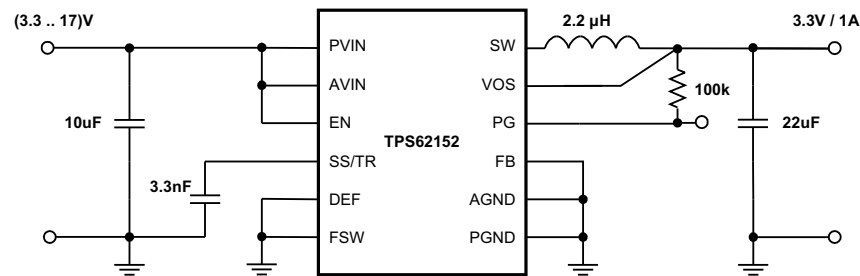 (3.3 .. 17)V
2.2 µH
3.3V / 1A
PVIN
SW
AVIN
VOS
100k
10uF
EN
PG
22uF
TPS62152
SS/TR
FB
3.3nF
DEF
AGND
FSW
PGND